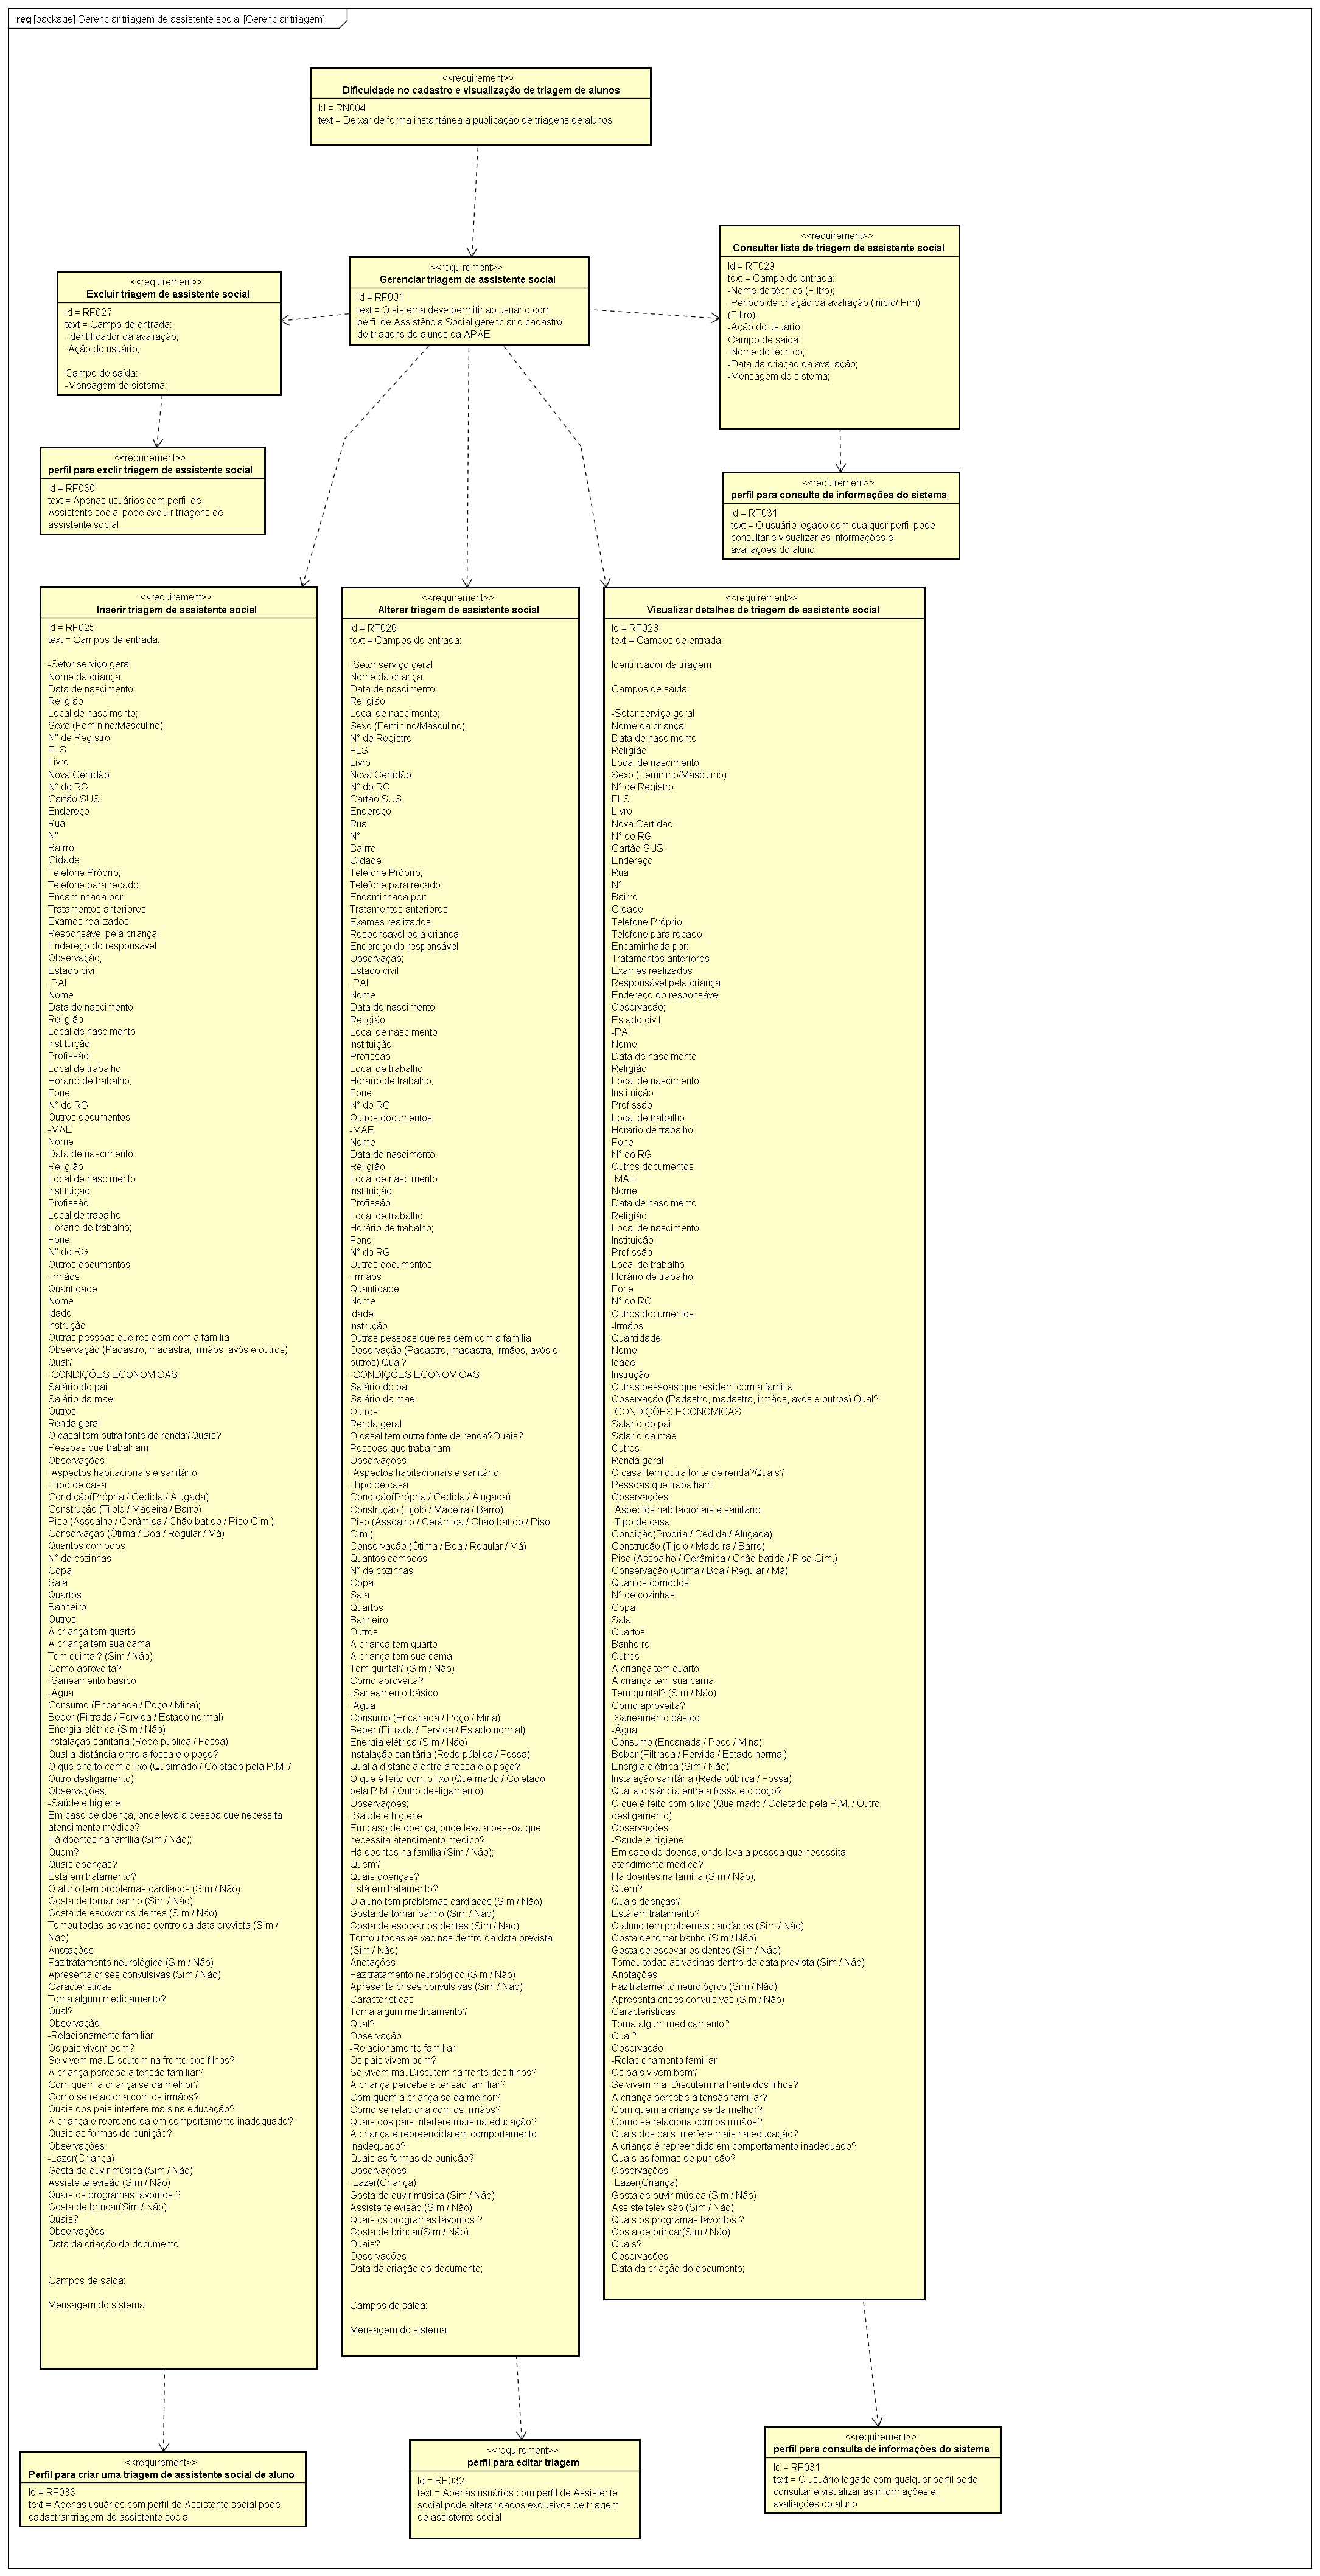 req [package] Gerenciar triagem de assistente social [Gerenciar triagem]
<<requirement>>
Dificuldade no cadastro e visualização de triagem de alunos
Id = RN004
text = Deixar de forma instantânea a publicação de triagens de alunos
<<requirement>>
Gerenciar triagem de assistente social
Id = RF001
text = O sistema deve permitir ao usuário com
perfil de Assistência Social gerenciar o cadastro
de triagens de alunos da APAE
<<requirement>>
Consultar lista de triagem de assistente social
Id = RF029
text = Campo de entrada:
-Nome do técnico (Filtro);
-Período de criação da avaliação (Inicio/ Fim)
(Filtro);
-Ação do usuário;
Campo de saída:
-Nome do técnico;
-Data da criação da avaliação;
-Mensagem do sistema;
<<requirement>>
Excluir triagem de assistente social
Id = RF027
text = Campo de entrada:
-Identificador da avaliação;
-Ação do usuário;
Campo de saída:
-Mensagem do sistema;
<<requirement>>
perfil para exclir triagem de assistente social
Id = RF030
text = Apenas usuários com perfil de
Assistente social pode excluir triagens de
assistente social
<<requirement>>
perfil para consulta de informações do sistema
Id = RF031
text = O usuário logado com qualquer perfil pode
consultar e visualizar as informações e
avaliações do aluno
<<requirement>>
Inserir triagem de assistente social
Id = RF025
text = Campos de entrada:
-Setor serviço geral
Nome da criança
Data de nascimento
Religião
Local de nascimento;
Sexo (Feminino/Masculino)
N° de Registro
FLS
Livro
Nova Certidão
N° do RG
Cartão SUS
Endereço
Rua
N°
Bairro
Cidade
Telefone Próprio;
Telefone para recado
Encaminhada por:
Tratamentos anteriores
Exames realizados
Responsável pela criança
Endereço do responsável
Observação;
Estado civil
-PAI
Nome
Data de nascimento
Religião
Local de nascimento
Instituição
Profissão
Local de trabalho
Horário de trabalho;
Fone
N° do RG
Outros documentos
-MAE
Nome
Data de nascimento
Religião
Local de nascimento
Instituição
Profissão
Local de trabalho
Horário de trabalho;
Fone
N° do RG
Outros documentos
-Irmãos
Quantidade
Nome
Idade
Instrução
Outras pessoas que residem com a familia
Observação (Padastro, madastra, irmãos, avós e outros)
Qual?
-CONDIÇÕES ECONOMICAS
Salário do pai
Salário da mae
Outros
Renda geral
O casal tem outra fonte de renda?Quais?
Pessoas que trabalham
Observações
-Aspectos habitacionais e sanitário
-Tipo de casa
Condição(Própria / Cedida / Alugada)
Construção (Tijolo / Madeira / Barro)
Piso (Assoalho / Cerâmica / Chão batido / Piso Cim.)
Conservação (Ótima / Boa / Regular / Má)
Quantos comodos
N° de cozinhas
Copa
Sala
Quartos
Banheiro
Outros
A criança tem quarto
A criança tem sua cama
Tem quintal? (Sim / Não)
Como aproveita?
-Saneamento básico
-Água
Consumo (Encanada / Poço / Mina);
Beber (Filtrada / Fervida / Estado normal)
Energia elétrica (Sim / Não)
Instalação sanitária (Rede pública / Fossa)
Qual a distância entre a fossa e o poço?
O que é feito com o lixo (Queimado / Coletado pela P.M. /
Outro desligamento)
Observações;
-Saúde e higiene
Em caso de doença, onde leva a pessoa que necessita
atendimento médico?
Há doentes na família (Sim / Não);
Quem?
Quais doenças?
Está em tratamento?
O aluno tem problemas cardíacos (Sim / Não)
Gosta de tomar banho (Sim / Não)
Gosta de escovar os dentes (Sim / Não)
Tomou todas as vacinas dentro da data prevista (Sim /
Não)
Anotações
Faz tratamento neurológico (Sim / Não)
Apresenta crises convulsivas (Sim / Não)
Características
Toma algum medicamento?
Qual?
Observação
-Relacionamento familiar
Os pais vivem bem?
Se vivem ma. Discutem na frente dos filhos?
A criança percebe a tensão familiar?
Com quem a criança se da melhor?
Como se relaciona com os irmãos?
Quais dos pais interfere mais na educação?
A criança é repreendida em comportamento inadequado?
Quais as formas de punição?
Observações
-Lazer(Criança)
Gosta de ouvir música (Sim / Não)
Assiste televisão (Sim / Não)
Quais os programas favoritos ?
Gosta de brincar(Sim / Não)
Quais?
Observações
Data da criação do documento;
Campos de saída:
Mensagem do sistema
<<requirement>>
Alterar triagem de assistente social
Id = RF026
text = Campos de entrada:
-Setor serviço geral
Nome da criança
Data de nascimento
Religião
Local de nascimento;
Sexo (Feminino/Masculino)
N° de Registro
FLS
Livro
Nova Certidão
N° do RG
Cartão SUS
Endereço
Rua
N°
Bairro
Cidade
Telefone Próprio;
Telefone para recado
Encaminhada por:
Tratamentos anteriores
Exames realizados
Responsável pela criança
Endereço do responsável
Observação;
Estado civil
-PAI
Nome
Data de nascimento
Religião
Local de nascimento
Instituição
Profissão
Local de trabalho
Horário de trabalho;
Fone
N° do RG
Outros documentos
-MAE
Nome
Data de nascimento
Religião
Local de nascimento
Instituição
Profissão
Local de trabalho
Horário de trabalho;
Fone
N° do RG
Outros documentos
-Irmãos
Quantidade
Nome
Idade
Instrução
Outras pessoas que residem com a familia
Observação (Padastro, madastra, irmãos, avós e
outros) Qual?
-CONDIÇÕES ECONOMICAS
Salário do pai
Salário da mae
Outros
Renda geral
O casal tem outra fonte de renda?Quais?
Pessoas que trabalham
Observações
-Aspectos habitacionais e sanitário
-Tipo de casa
Condição(Própria / Cedida / Alugada)
Construção (Tijolo / Madeira / Barro)
Piso (Assoalho / Cerâmica / Chão batido / Piso
Cim.)
Conservação (Ótima / Boa / Regular / Má)
Quantos comodos
N° de cozinhas
Copa
Sala
Quartos
Banheiro
Outros
A criança tem quarto
A criança tem sua cama
Tem quintal? (Sim / Não)
Como aproveita?
-Saneamento básico
-Água
Consumo (Encanada / Poço / Mina);
Beber (Filtrada / Fervida / Estado normal)
Energia elétrica (Sim / Não)
Instalação sanitária (Rede pública / Fossa)
Qual a distância entre a fossa e o poço?
O que é feito com o lixo (Queimado / Coletado
pela P.M. / Outro desligamento)
Observações;
-Saúde e higiene
Em caso de doença, onde leva a pessoa que
necessita atendimento médico?
Há doentes na família (Sim / Não);
Quem?
Quais doenças?
Está em tratamento?
O aluno tem problemas cardíacos (Sim / Não)
Gosta de tomar banho (Sim / Não)
Gosta de escovar os dentes (Sim / Não)
Tomou todas as vacinas dentro da data prevista
(Sim / Não)
Anotações
Faz tratamento neurológico (Sim / Não)
Apresenta crises convulsivas (Sim / Não)
Características
Toma algum medicamento?
Qual?
Observação
-Relacionamento familiar
Os pais vivem bem?
Se vivem ma. Discutem na frente dos filhos?
A criança percebe a tensão familiar?
Com quem a criança se da melhor?
Como se relaciona com os irmãos?
Quais dos pais interfere mais na educação?
A criança é repreendida em comportamento
inadequado?
Quais as formas de punição?
Observações
-Lazer(Criança)
Gosta de ouvir música (Sim / Não)
Assiste televisão (Sim / Não)
Quais os programas favoritos ?
Gosta de brincar(Sim / Não)
Quais?
Observações
Data da criação do documento;
Campos de saída:
Mensagem do sistema
<<requirement>>
Visualizar detalhes de triagem de assistente social
Id = RF028
text = Campos de entrada:
Identificador da triagem.
Campos de saída:
-Setor serviço geral
Nome da criança
Data de nascimento
Religião
Local de nascimento;
Sexo (Feminino/Masculino)
N° de Registro
FLS
Livro
Nova Certidão
N° do RG
Cartão SUS
Endereço
Rua
N°
Bairro
Cidade
Telefone Próprio;
Telefone para recado
Encaminhada por:
Tratamentos anteriores
Exames realizados
Responsável pela criança
Endereço do responsável
Observação;
Estado civil
-PAI
Nome
Data de nascimento
Religião
Local de nascimento
Instituição
Profissão
Local de trabalho
Horário de trabalho;
Fone
N° do RG
Outros documentos
-MAE
Nome
Data de nascimento
Religião
Local de nascimento
Instituição
Profissão
Local de trabalho
Horário de trabalho;
Fone
N° do RG
Outros documentos
-Irmãos
Quantidade
Nome
Idade
Instrução
Outras pessoas que residem com a familia
Observação (Padastro, madastra, irmãos, avós e outros) Qual?
-CONDIÇÕES ECONOMICAS
Salário do pai
Salário da mae
Outros
Renda geral
O casal tem outra fonte de renda?Quais?
Pessoas que trabalham
Observações
-Aspectos habitacionais e sanitário
-Tipo de casa
Condição(Própria / Cedida / Alugada)
Construção (Tijolo / Madeira / Barro)
Piso (Assoalho / Cerâmica / Chão batido / Piso Cim.)
Conservação (Ótima / Boa / Regular / Má)
Quantos comodos
N° de cozinhas
Copa
Sala
Quartos
Banheiro
Outros
A criança tem quarto
A criança tem sua cama
Tem quintal? (Sim / Não)
Como aproveita?
-Saneamento básico
-Água
Consumo (Encanada / Poço / Mina);
Beber (Filtrada / Fervida / Estado normal)
Energia elétrica (Sim / Não)
Instalação sanitária (Rede pública / Fossa)
Qual a distância entre a fossa e o poço?
O que é feito com o lixo (Queimado / Coletado pela P.M. / Outro
desligamento)
Observações;
-Saúde e higiene
Em caso de doença, onde leva a pessoa que necessita
atendimento médico?
Há doentes na família (Sim / Não);
Quem?
Quais doenças?
Está em tratamento?
O aluno tem problemas cardíacos (Sim / Não)
Gosta de tomar banho (Sim / Não)
Gosta de escovar os dentes (Sim / Não)
Tomou todas as vacinas dentro da data prevista (Sim / Não)
Anotações
Faz tratamento neurológico (Sim / Não)
Apresenta crises convulsivas (Sim / Não)
Características
Toma algum medicamento?
Qual?
Observação
-Relacionamento familiar
Os pais vivem bem?
Se vivem ma. Discutem na frente dos filhos?
A criança percebe a tensão familiar?
Com quem a criança se da melhor?
Como se relaciona com os irmãos?
Quais dos pais interfere mais na educação?
A criança é repreendida em comportamento inadequado?
Quais as formas de punição?
Observações
-Lazer(Criança)
Gosta de ouvir música (Sim / Não)
Assiste televisão (Sim / Não)
Quais os programas favoritos ?
Gosta de brincar(Sim / Não)
Quais?
Observações
Data da criação do documento;
<<requirement>>
Perfil para criar uma triagem de assistente social de aluno
Id = RF033
text = Apenas usuários com perfil de Assistente social pode
cadastrar triagem de assistente social
<<requirement>>
perfil para editar triagem
Id = RF032
text = Apenas usuários com perfil de Assistente
social pode alterar dados exclusivos de triagem
de assistente social
<<requirement>>
perfil para consulta de informações do sistema
Id = RF031
text = O usuário logado com qualquer perfil pode
consultar e visualizar as informações e
avaliações do aluno